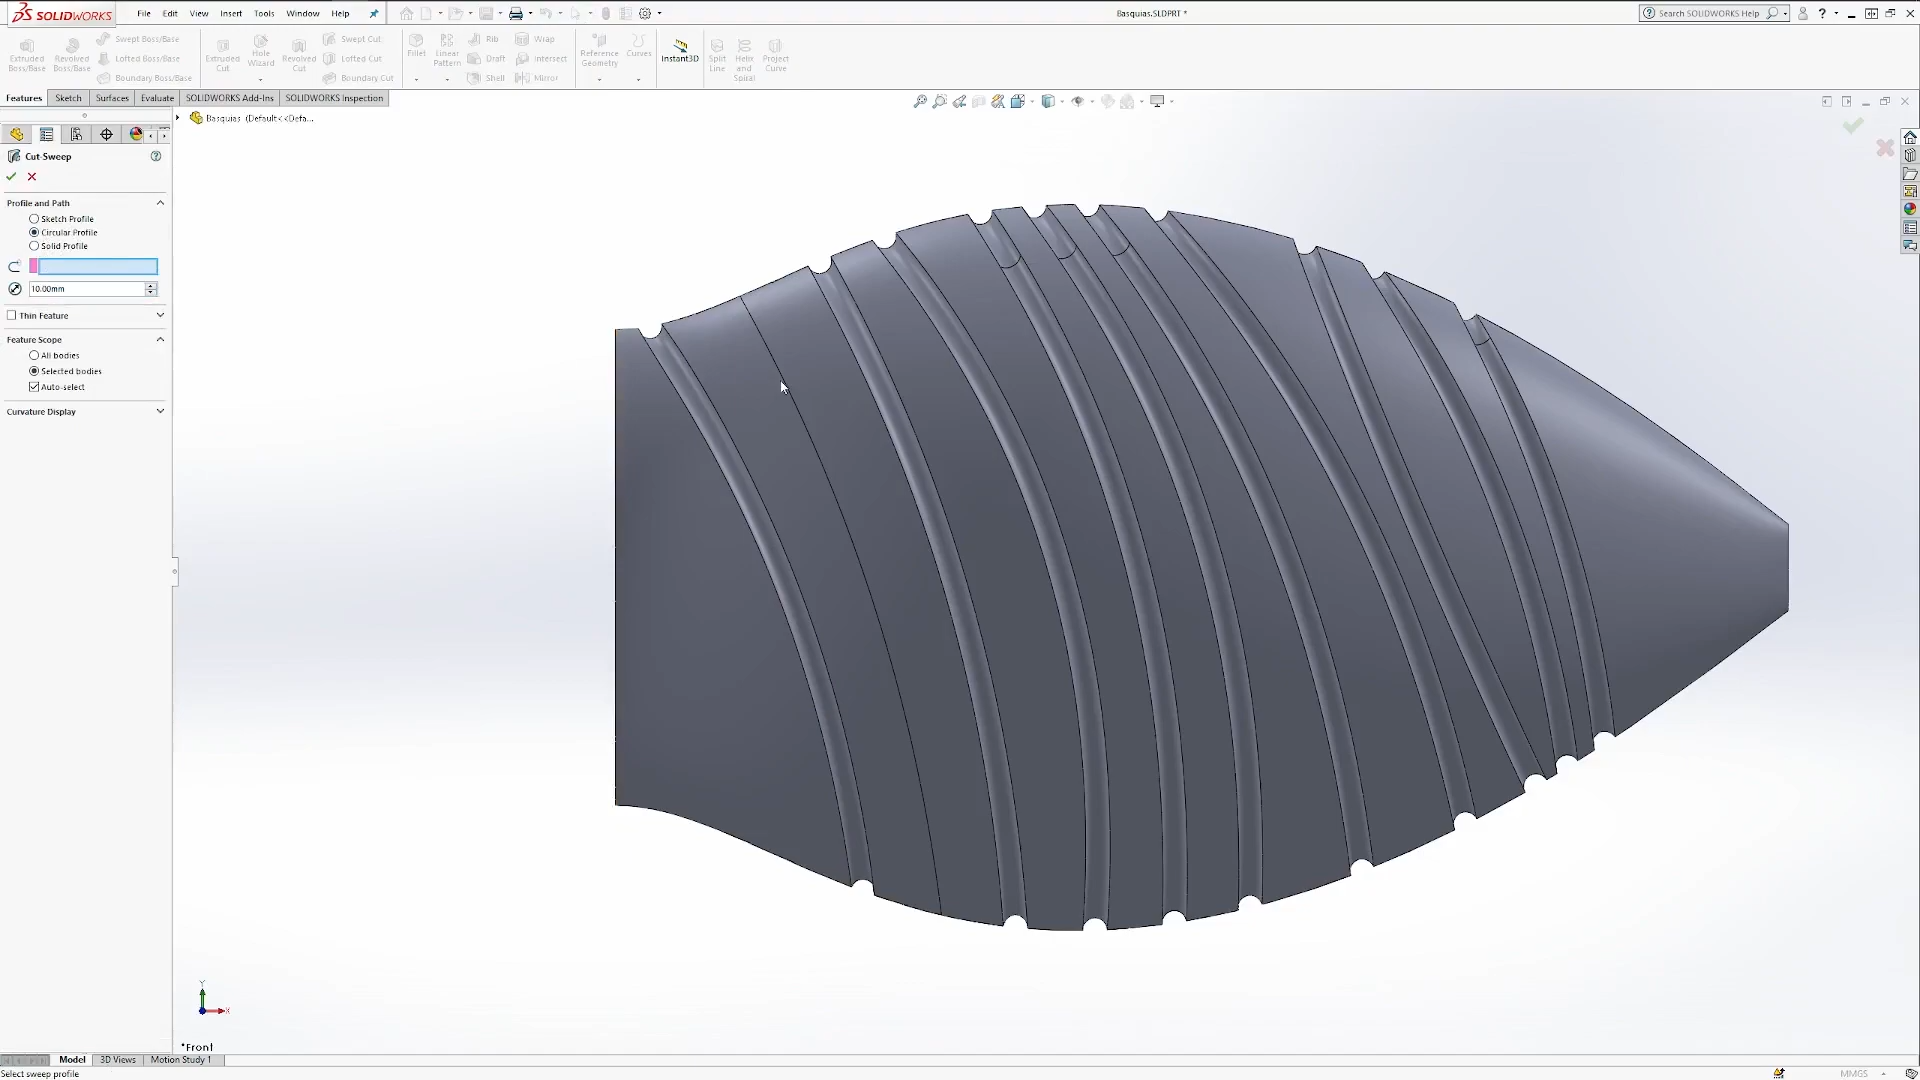 SOLIDWORKS File Edit View Insert Tools Window Help Basquias.SLDPRT * Search SOLIDWORKS Help
Extruded Boss/Base Revolved Boss/Base Swept Boss/Base Extruded Cut Hole Wizard Revolved Cut Swept Cut Fillet Linear Pattern Rib Wrap Reference Geometry Curves Instant3D Split Line Helix and Spiral Project Curve
Lofted Boss/Base Lofted Cut Draft Intersect
Boundary Boss/Base Boundary Cut Shell Mirror
Features Sketch Surfaces Evaluate SOLIDWORKS Add-Ins SOLIDWORKS Inspection
Basquias (Default<<Defa...
Cut-Sweep
Profile and Path
Sketch Profile
Circular Profile
Solid Profile
10.00mm
Thin Feature
Feature Scope
All bodies
Selected bodies
Auto-select
Curvature Display
Y
X
*Front
Model 3D Views Motion Study 1
Select sweep profile MMGS